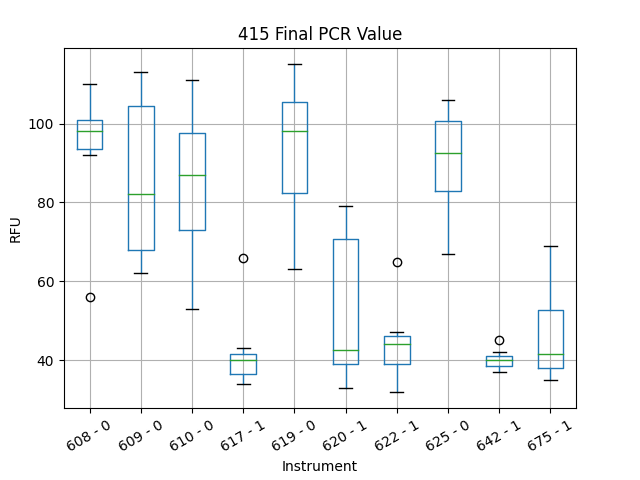 415 Final PCR Value
100
80
60
40
RFU
608 - 0
609 - 0
610 - 0
617 - 1
619 - 0
620 - 1
622 - 1
625 - 0
642 - 1
675 - 1
Instrument